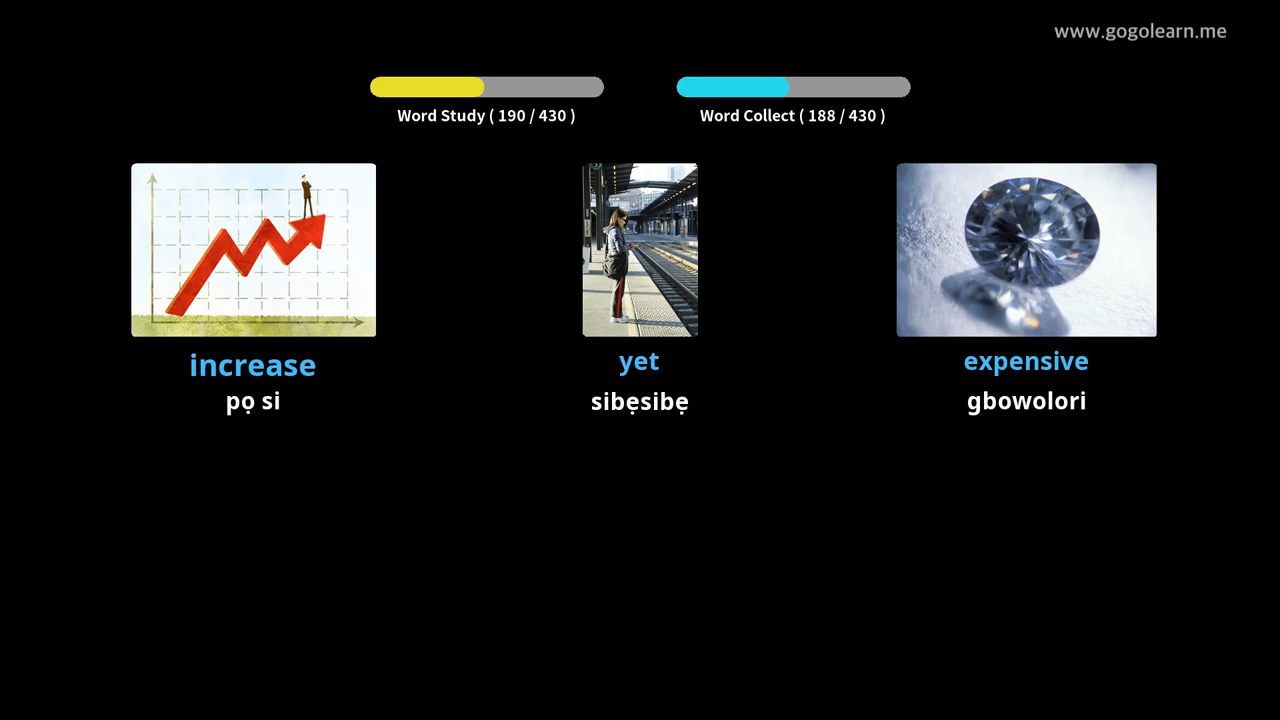 www.gogolearn.me
Word Study ( 190 / 430 )
Word Collect ( 188 / 430 )
increase
pọ si
yet
sibẹsibẹ
expensive
gbowolori